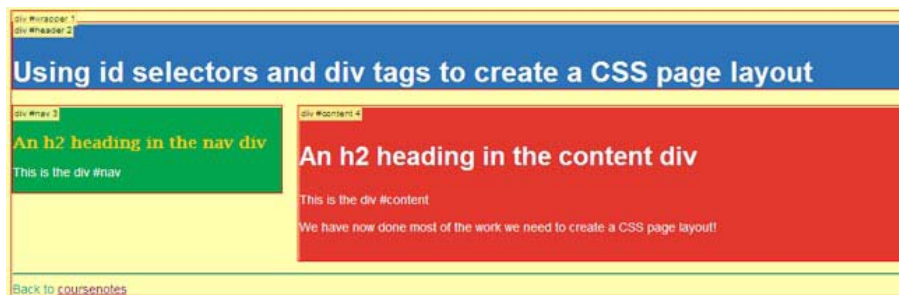 div #wrapper 1
div #header 2
Using id selectors and div tags to create a CSS page layout
div #nav 3
An h2 heading in the nav div
This is the div #nav
div #content 4
An h2 heading in the content div
This is the div #content
We have now done most of the work we need to create a CSS page layout!
Back to coursenotes